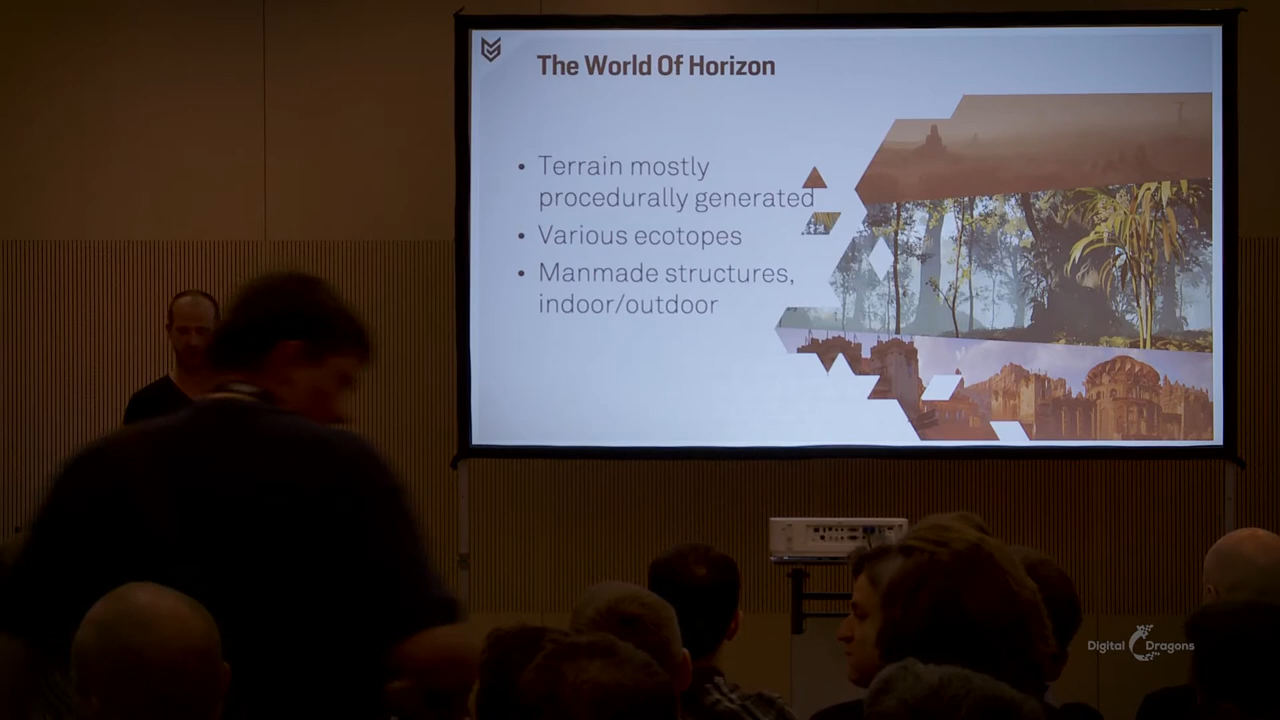 The World Of Horizon
• Terrain mostly
procedurally generated
• Various ecotopes
• Manmade structures,
indoor/outdoor
Digital Dragons